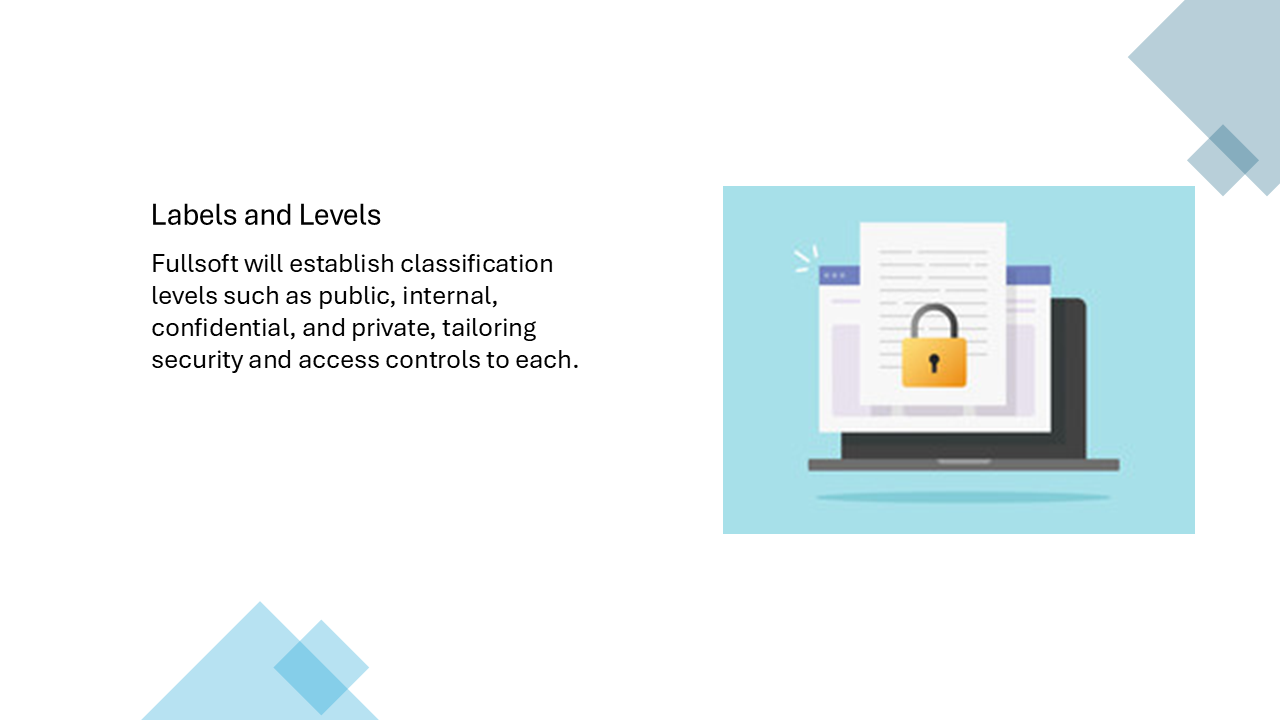 Labels and Levels
Fullsoft will establish classification
levels such as public, internal,
confidential, and private, tailoring
security and access controls to each.